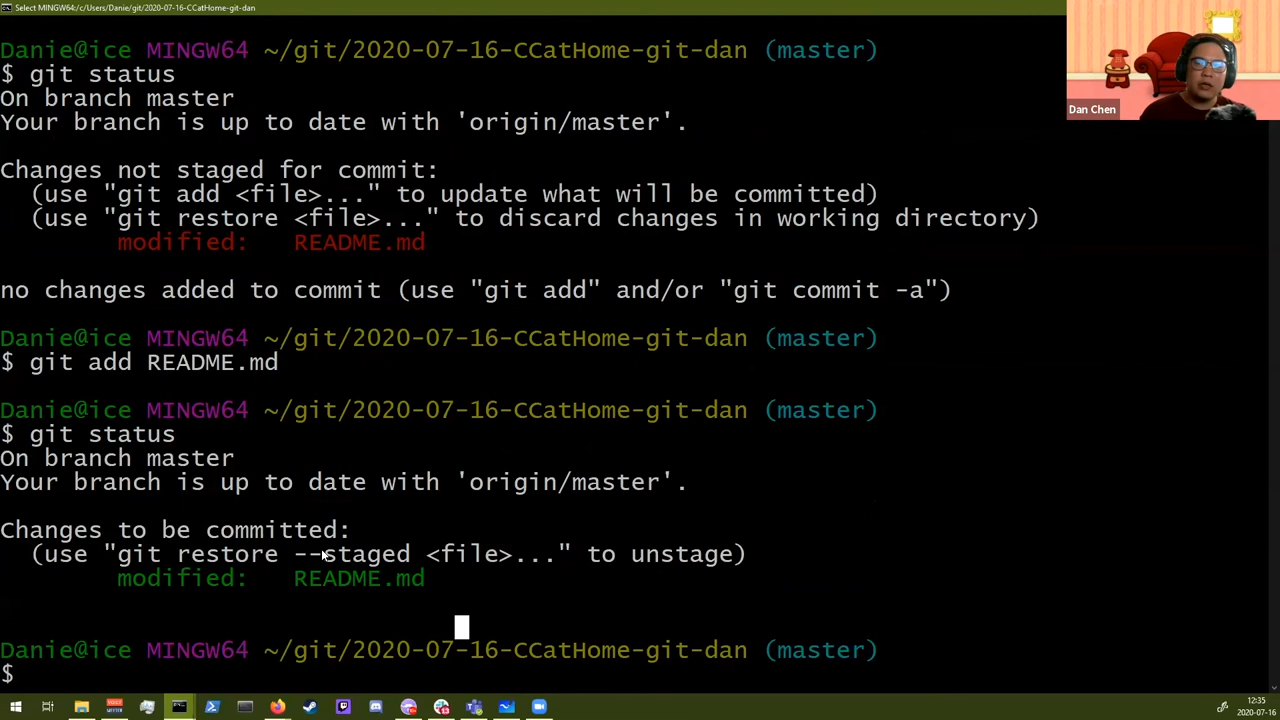 Select MINGW64:/c/Users/Danie/git/2020-07-16-CCatHome-git-dan
Danie@ice MINGW64 ~/git/2020-07-16-CCatHome-git-dan (master)
$ git status
On branch master
Your branch is up to date with 'origin/master'.
Changes not staged for commit:
(use "git add <file>..." to update what will be committed)
(use "git restore <file>..." to discard changes in working directory)
modified: README.md
no changes added to commit (use "git add" and/or "git commit -a")
Danie@ice MINGW64 ~/git/2020-07-16-CCatHome-git-dan (master)
$ git add README.md
Danie@ice MINGW64 ~/git/2020-07-16-CCatHome-git-dan (master)
$ git status
On branch master
Your branch is up to date with 'origin/master'.
Changes to be committed:
(use "git restore --staged <file>..." to unstage)
modified: README.md
Danie@ice MINGW64 ~/git/2020-07-16-CCatHome-git-dan (master)
$
Dan Chen
12:35
2020-07-16